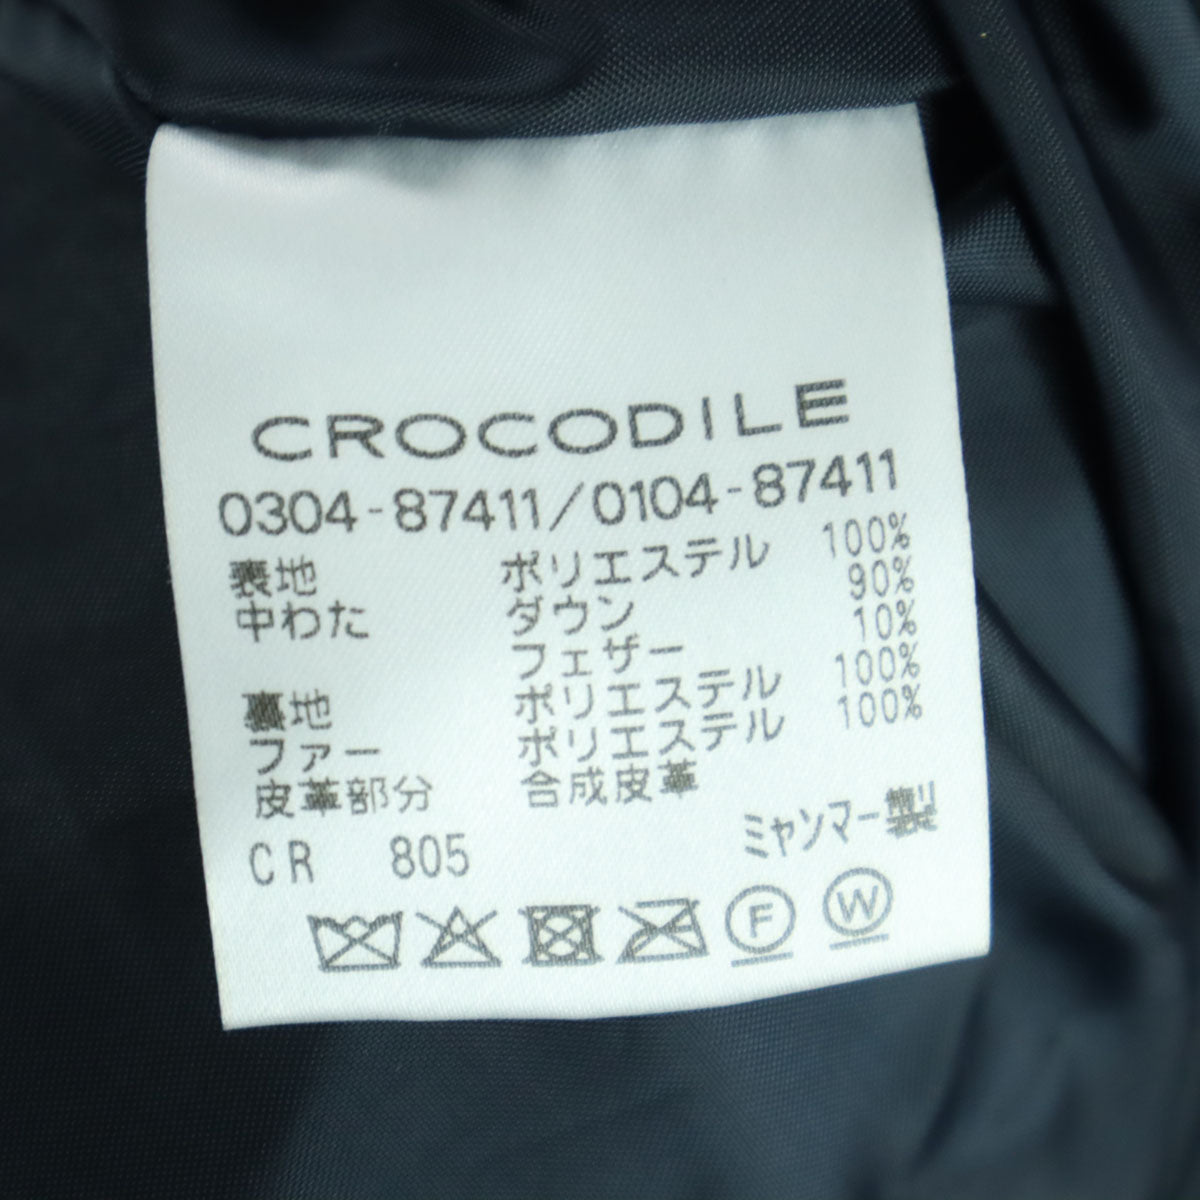 CROCODILE
0304-87411/0104-87411
表地 ポリエステル 100%
中わた ダウン 90%
フェザー 10%
裏地 ポリエステル 100%
ファー ポリエステル 100%
皮革部分 合成皮革
CR 805 ミャンマー製
F W